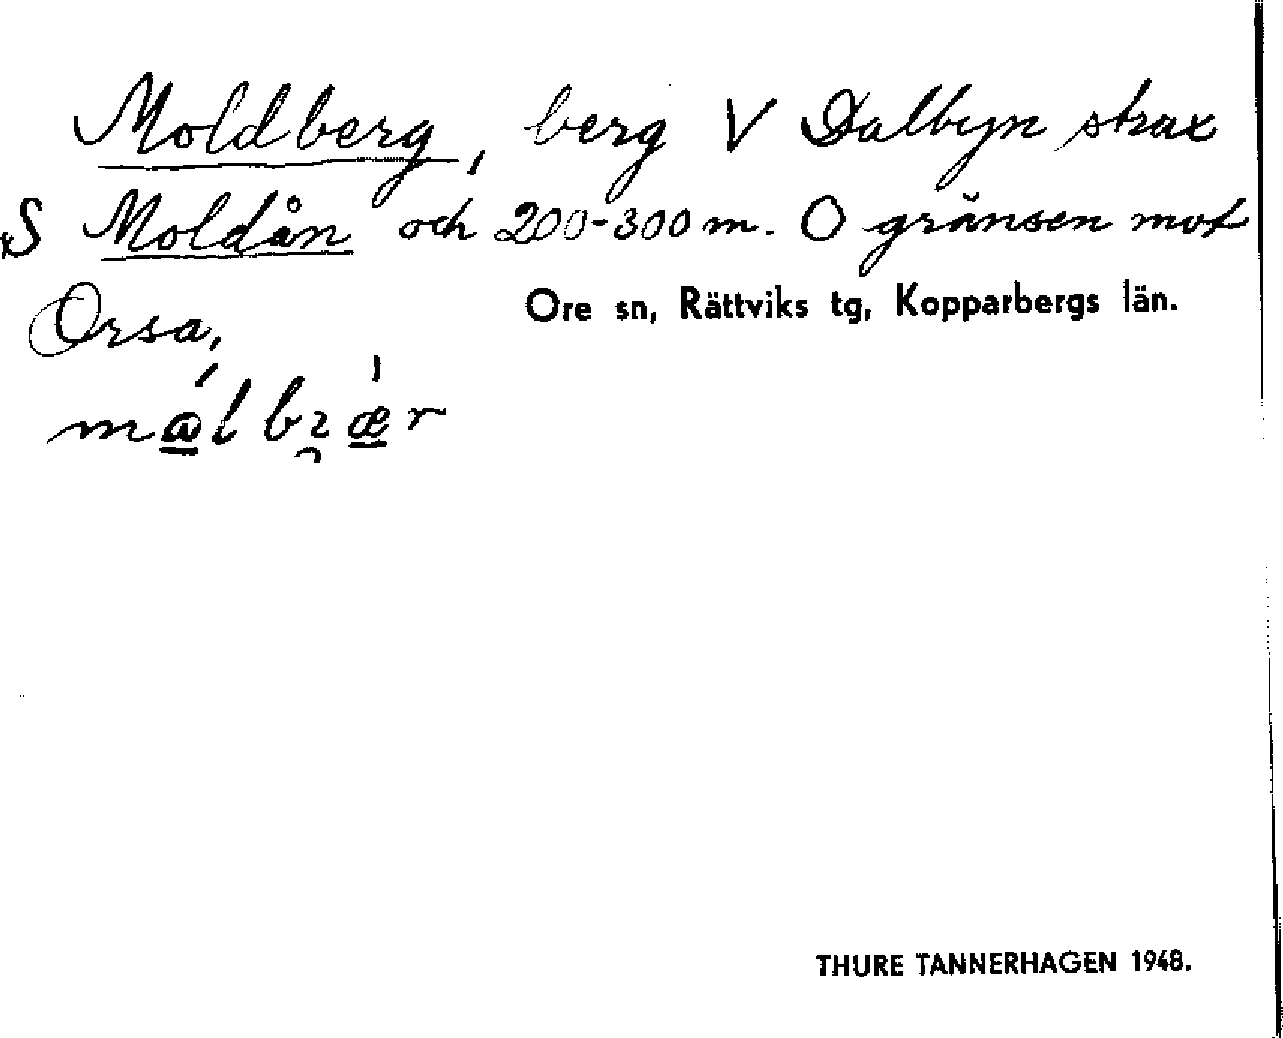 Moldberg, berg V Dalbyn strax
S Moldån och 200-300 m. O gränsen mot
Orsa,
Ore sn, Rättviks tg, Kopparbergs län.
THURE TANNERHAGEN 1948.